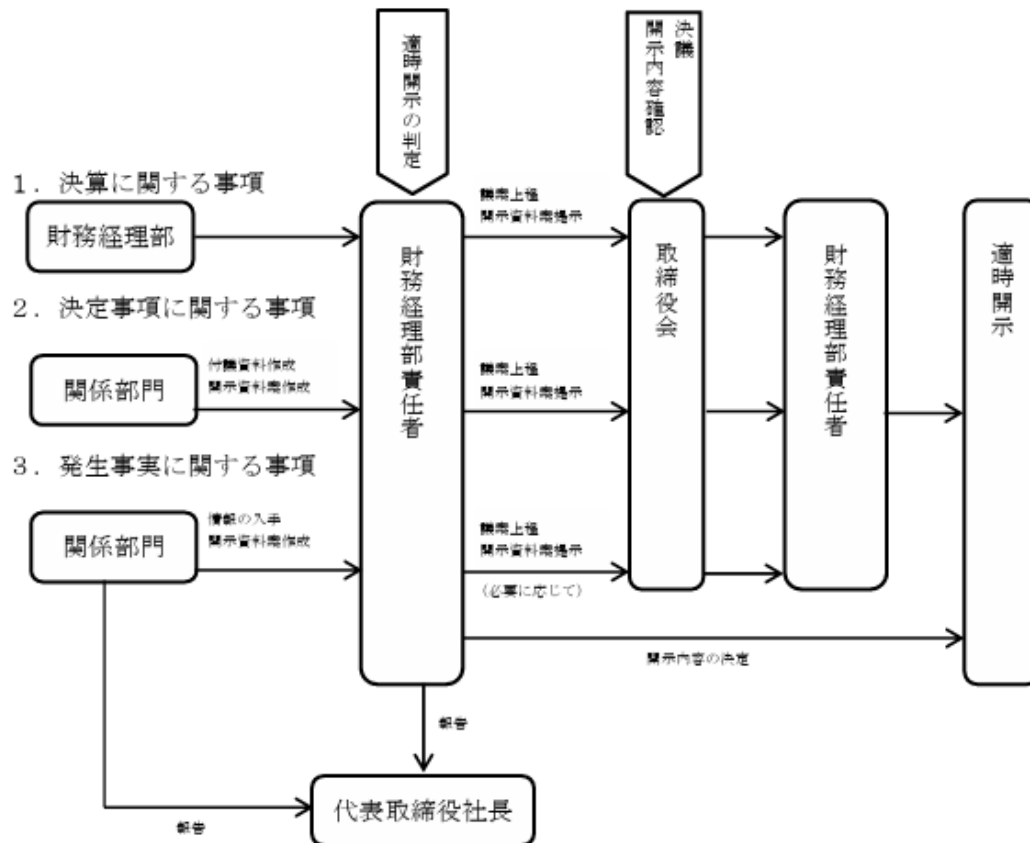 適時開示の判定
決議
開示内容確認
1．決算に関する事項
財務経理部
議案上程
開示資料案提示
財務経理部責任者
取締役会
財務経理部責任者
適時開示
2．決定事項に関する事項
関係部門
付議資料作成
開示資料案作成
議案上程
開示資料案提示
3．発生事実に関する事項
関係部門
情報の入手
開示資料案作成
議案上程
開示資料案提示
（必要に応じて）
開示内容の決定
報告
代表取締役社長
報告